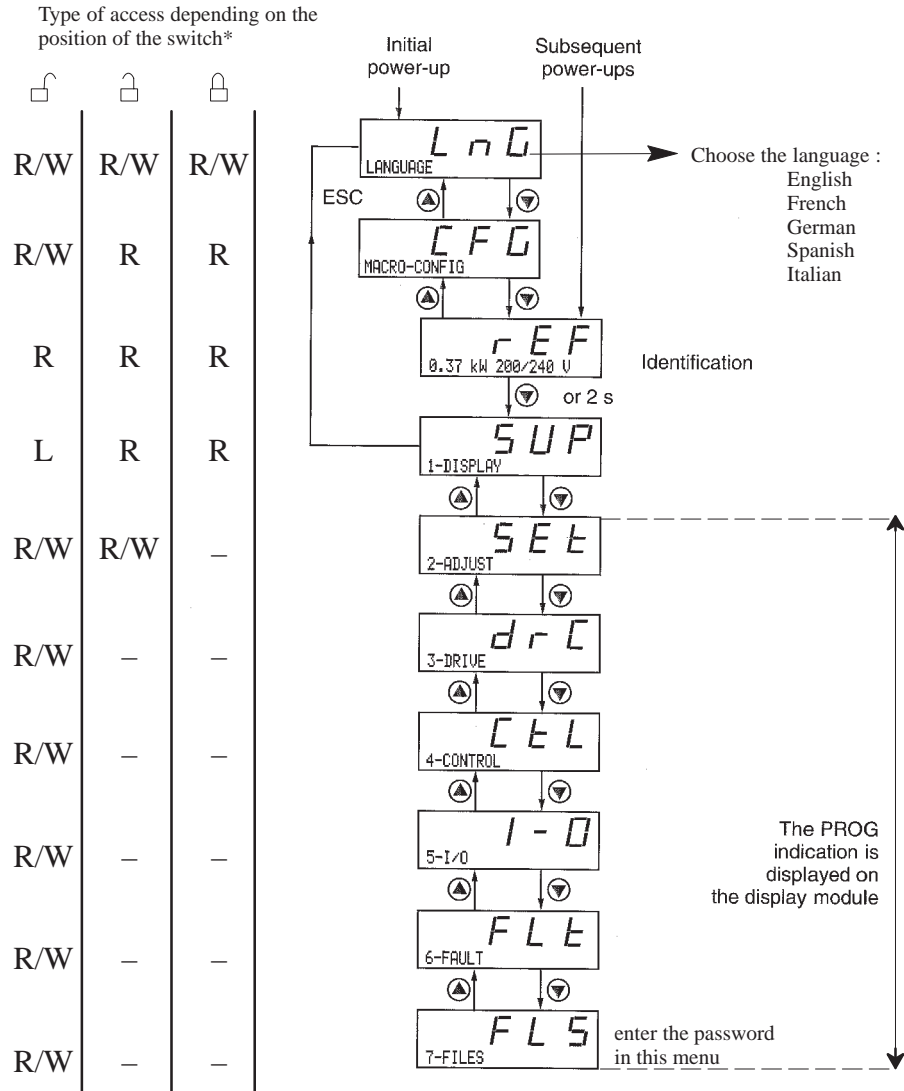 Type of access depending on the
position of the switch*
Initial
power-up
Subsequent
power-ups
R/W R/W R/W
LnG
LANGUAGE
Choose the language :
English
French
German
Spanish
Italian
ESC
R/W R R
CFG
MACRO-CONFIG
R R R
rEF
0.37 kW 200/240 V
Identification
or 2 s
L R R
SUP
1-DISPLAY
R/W R/W –
SEt
2-ADJUST
R/W – –
drC
3-DRIVE
R/W – –
CtL
4-CONTROL
R/W – –
I-O
5-I/O
The PROG
indication is
displayed on
the display module
R/W – –
FLt
6-FAULT
R/W – –
FLS
7-FILES
enter the password
in this menu